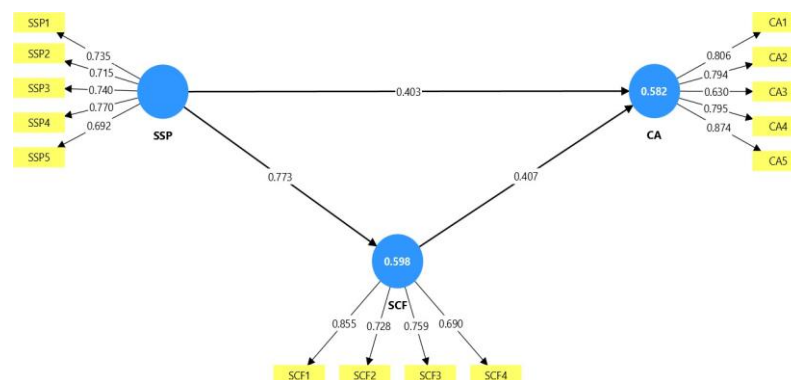 SSP1
SSP2
SSP3
SSP4
SSP5
0.735
0.715
0.740
0.770
0.692
SSP
0.403
0.773
0.407
0.582
CA
0.806
0.794
0.630
0.795
0.874
CA1
CA2
CA3
CA4
CA5
0.598
SCF
0.855
0.728
0.759
0.690
SCF1
SCF2
SCF3
SCF4